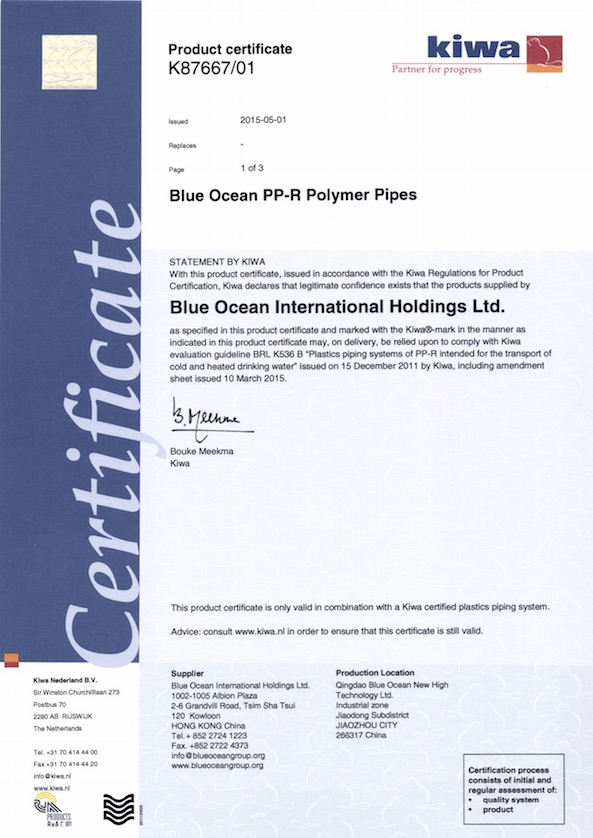 Product certificate
K87667/01
kiwa
Partner for progress
Issued 2015-05-01
Replaces -
Page 1 of 3
Blue Ocean PP-R Polymer Pipes
Certificate
STATEMENT BY KIWA
With this product certificate, issued in accordance with the Kiwa Regulations for Product
Certification, Kiwa declares that legitimate confidence exists that the products supplied by
Blue Ocean International Holdings Ltd.
as specified in this product certificate and marked with the Kiwa®-mark in the manner as
indicated in this product certificate may, on delivery, be relied upon to comply with Kiwa
evaluation guideline BRL K536 B "Plastics piping systems of PP-R intended for the transport of
cold and heated drinking water" issued on 15 December 2011 by Kiwa, including amendment
sheet issued 10 March 2015.
B. Meekma
Bouke Meekma
Kiwa
This product certificate is only valid in combination with a Kiwa certified plastics piping system.
Advice: consult www.kiwa.nl in order to ensure that this certificate is still valid.
Kiwa Nederland B.V.
Sir Winston Churchilllaan 273
Postbus 70
2280 AB RIJSWIJK
The Netherlands
Tel. +31 70 414 44 00
Fax +31 70 414 44 20
info@kiwa.nl
www.kiwa.nl
PRODUCTS
RvA C 001
Supplier
Blue Ocean International Holdings Ltd.
1002-1005 Albion Plaza
2-6 Grandvill Road, Tsim Sha Tsui
120 Kowloon
HONG KONG China
Tel.+ 852 2724 1223
Fax. +852 2722 4373
info@blueoceangroup.org
www.blueoceangroup.org
Production Location
Qingdao Blue Ocean New High
Technology Ltd.
Industrial zone
Jiaodong Subdistrict
JIAOZHOU CITY
266317 China
Certification process
consists of initial and
regular assessment of:
• quality system
• product